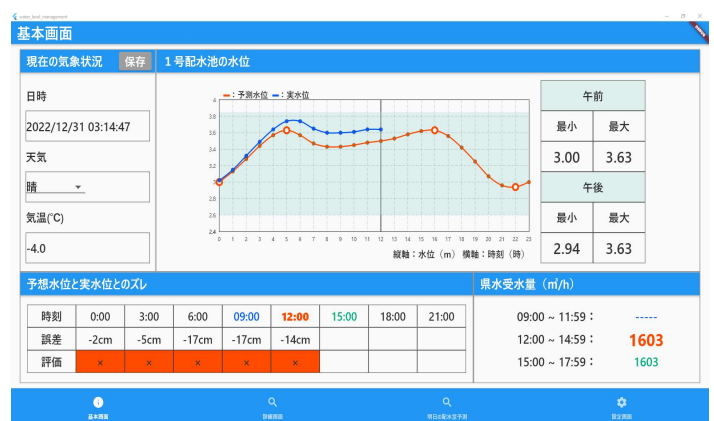 water_level_management
基本画面
現在の気象状況 保存
1号配水池の水位
日時
2022/12/31 03:14:47
天気
晴
気温(℃)
-4.0
ー：予測水位 ー：実水位
4
3.8
3.6
3.4
3.2
3
2.8
2.6
2.4
0 1 2 3 4 5 6 7 8 9 10 11 12 13 14 15 16 17 18 19 20 21 22 23
縦軸：水位（m） 横軸：時刻（時）
午前
最小 最大
3.00 3.63
午後
最小 最大
2.94 3.63
予想水位と実水位とのズレ
時刻 0:00 3:00 6:00 09:00 12:00 15:00 18:00 21:00
誤差 -2cm -5cm -17cm -17cm -14cm
評価 × × × × ×
県水受水量（㎥/h）
09:00 ~ 11:59： -----
12:00 ~ 14:59： 1603
15:00 ~ 17:59： 1603
基本画面
詳細画面
明日の配水量予測
設定画面